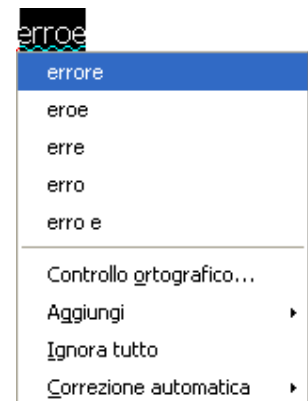 erroe
errore
eroe
erre
erro
erro e
Controllo ortografico...
Aggiungi
Ignora tutto
Correzione automatica